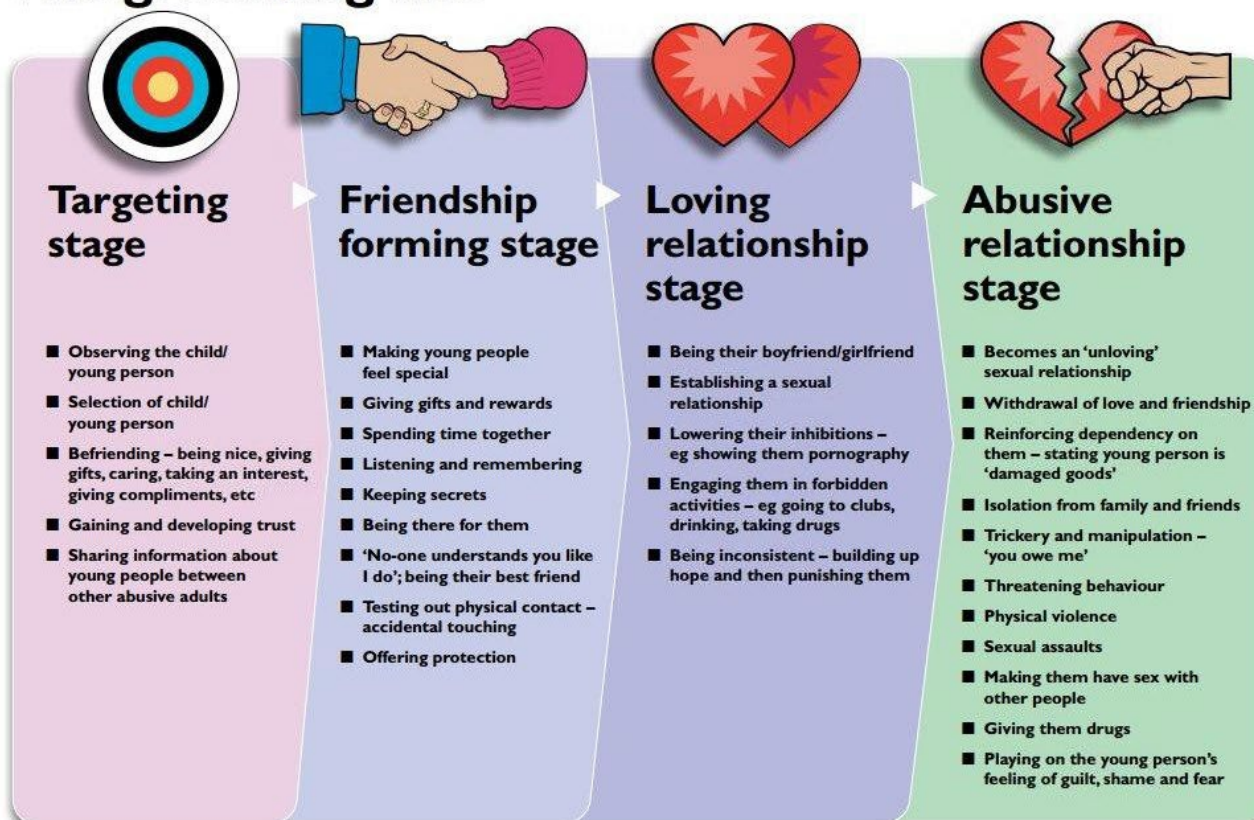 Targeting
stage
■ Observing the child/
young person
■ Selection of child/
young person
■ Befriending – being nice, giving
gifts, caring, taking an interest,
giving compliments, etc
■ Gaining and developing trust
■ Sharing information about
young people between
other abusive adults
Friendship
forming stage
■ Making young people
feel special
■ Giving gifts and rewards
■ Spending time together
■ Listening and remembering
■ Keeping secrets
■ Being there for them
■ ‘No-one understands you like
I do’; being their best friend
■ Testing out physical contact –
accidental touching
■ Offering protection
Loving
relationship
stage
■ Being their boyfriend/girlfriend
■ Establishing a sexual
relationship
■ Lowering their inhibitions –
eg showing them pornography
■ Engaging them in forbidden
activities – eg going to clubs,
drinking, taking drugs
■ Being inconsistent – building up
hope and then punishing them
Abusive
relationship
stage
■ Becomes an ‘unloving’
sexual relationship
■ Withdrawal of love and friendship
■ Reinforcing dependency on
them – stating young person is
‘damaged goods’
■ Isolation from family and friends
■ Trickery and manipulation –
‘you owe me’
■ Threatening behaviour
■ Physical violence
■ Sexual assaults
■ Making them have sex with
other people
■ Giving them drugs
■ Playing on the young person’s
feeling of guilt, shame and fear